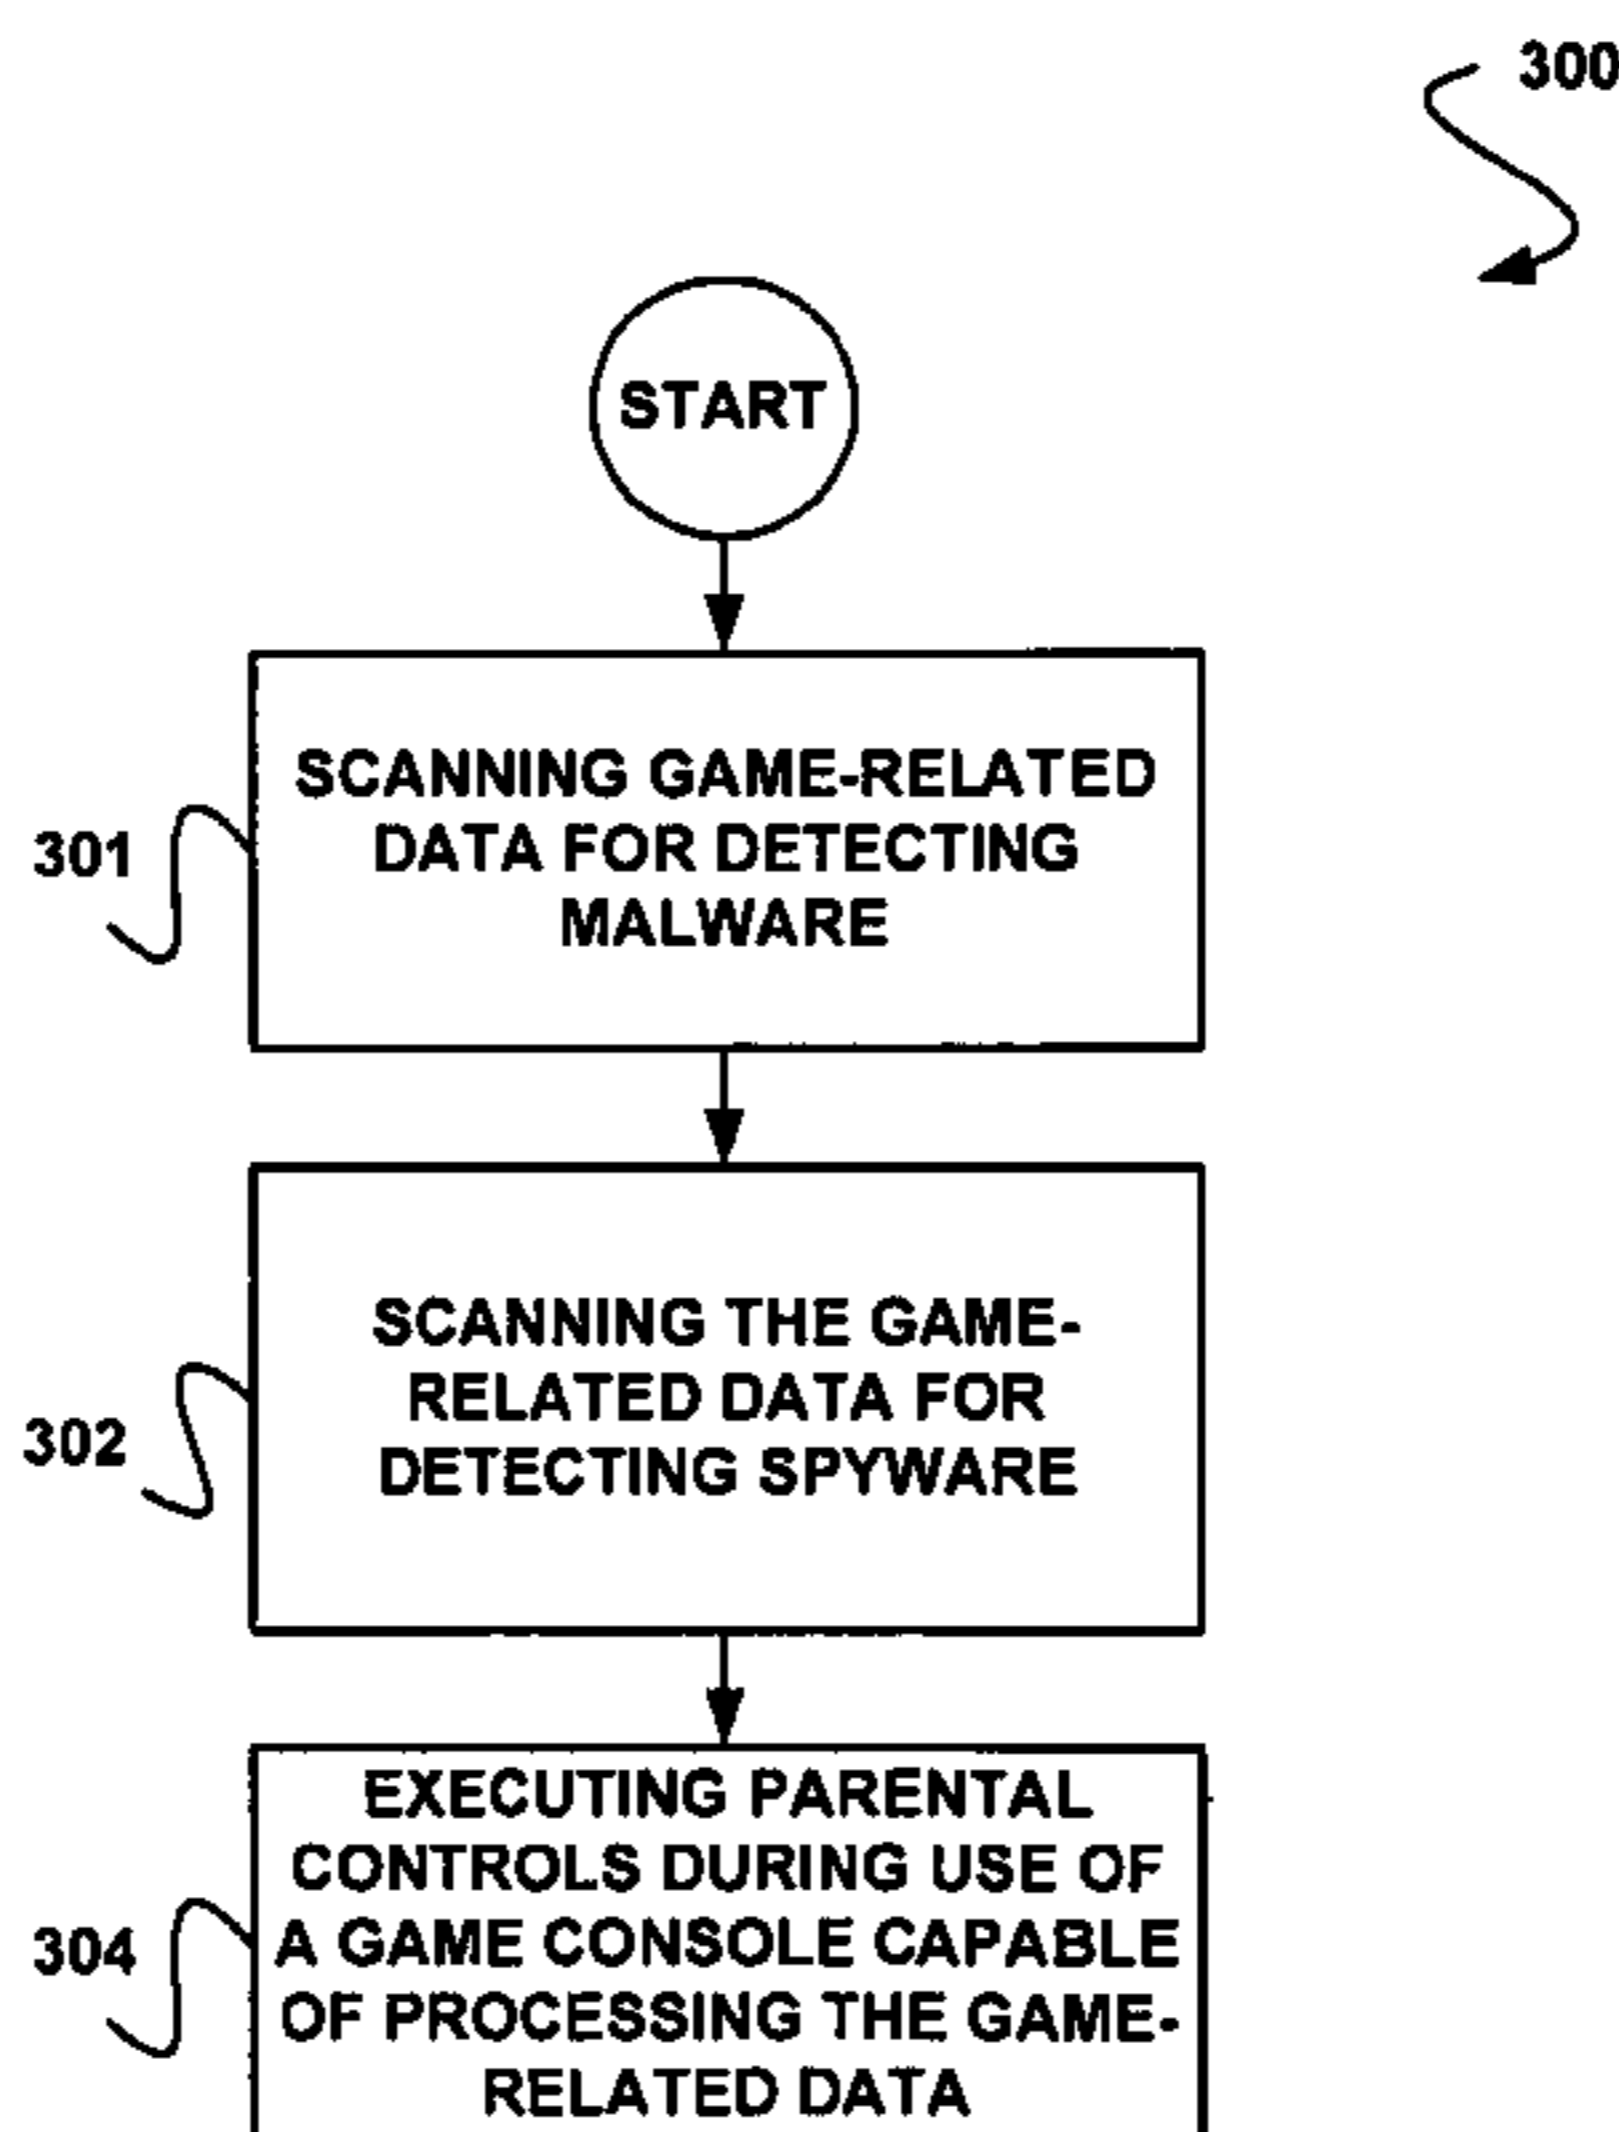 300
START
SCANNING GAME-RELATED
DATA FOR DETECTING
MALWARE
301
SCANNING THE GAME-
RELATED DATA FOR
DETECTING SPYWARE
302
EXECUTING PARENTAL
CONTROLS DURING USE OF
A GAME CONSOLE CAPABLE
OF PROCESSING THE GAME-
RELATED DATA
304